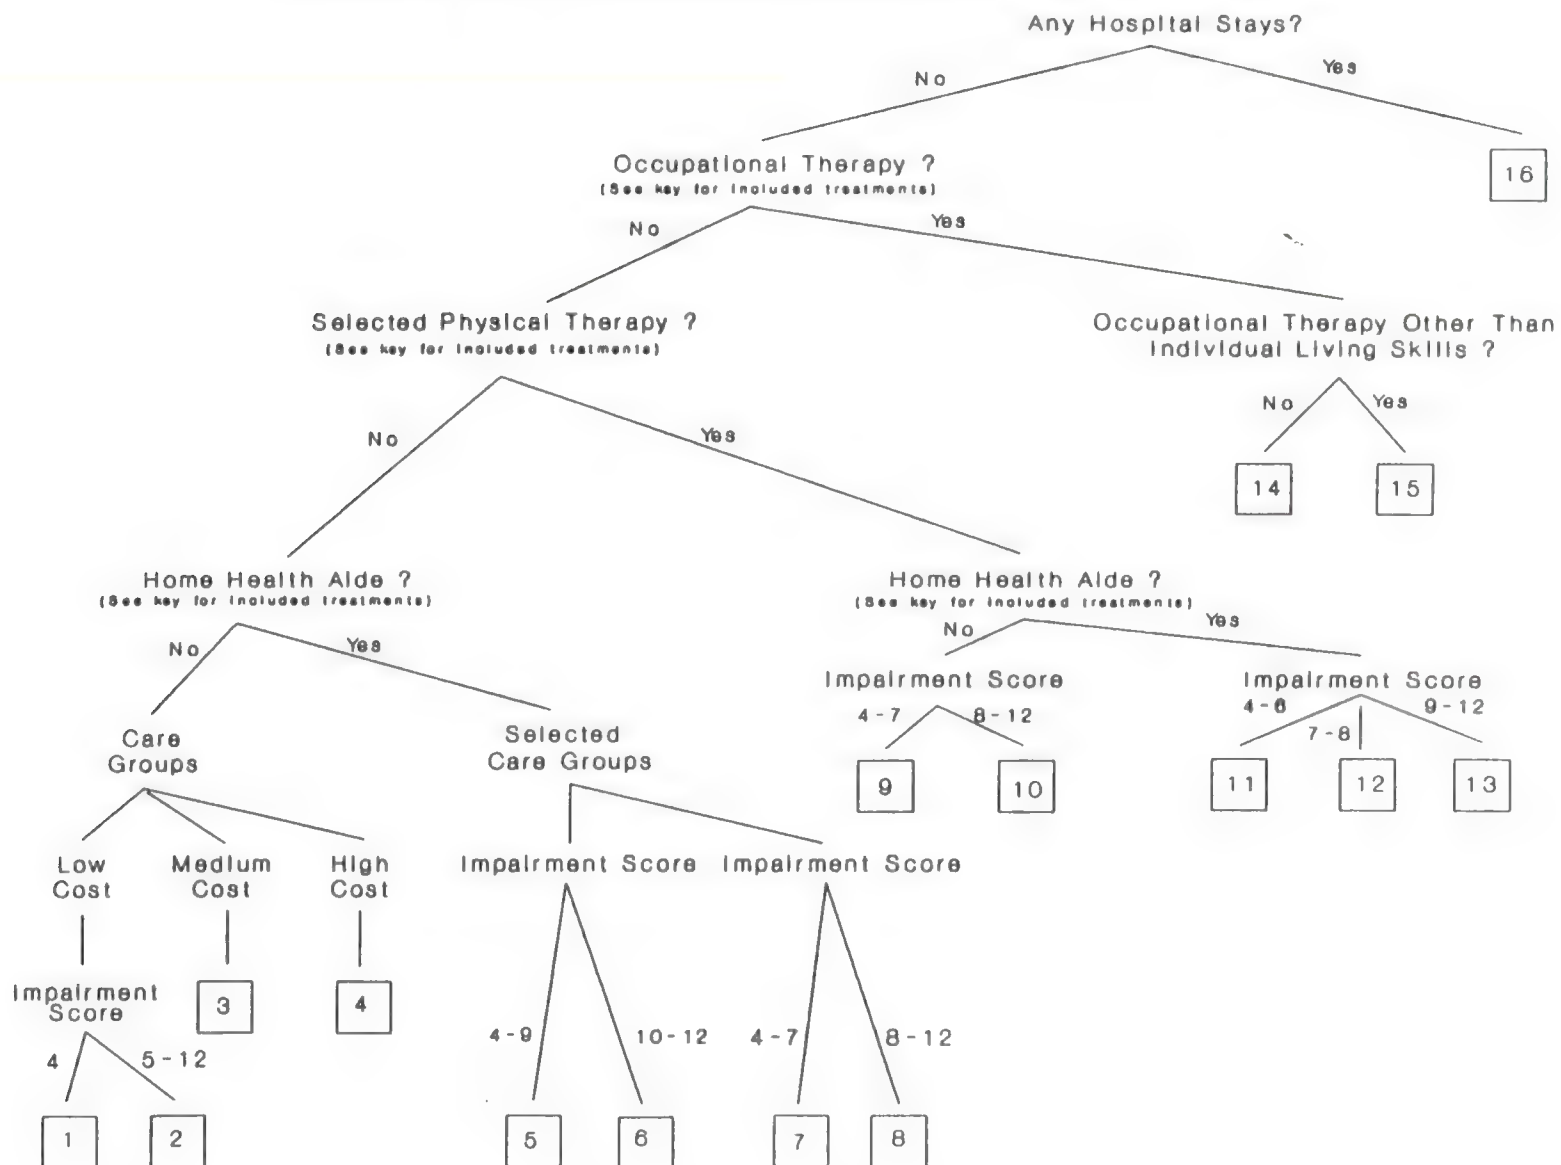 Any Hospital Stays?
No
Yes
Occupational Therapy ?
(See key for included treatments)
16
No
Yes
Selected Physical Therapy ?
(See key for included treatments)
Occupational Therapy Other Than
Individual Living Skills ?
No
Yes
No
Yes
14
15
Home Health Aide ?
(See key for included treatments)
Home Health Aide ?
(See key for included treatments)
No
Yes
No
Yes
Care
Groups
Selected
Care Groups
Impairment Score
4-7
8-12
Impairment Score
4-6
7-8
9-12
9
10
11
12
13
Low
Cost
Medium
Cost
High
Cost
Impairment Score
Impairment Score
Impairment
Score
3
4
4
5-12
4-9
10-12
4-7
8-12
1
2
5
6
7
8